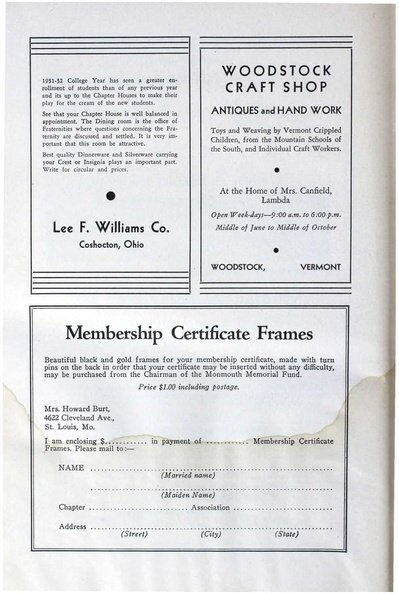 1931-32 College Year has seen a greater en-
rollment of students than of any previous year
and its up to the Chapter Houses to make their
play for the cream of the new students.
See that your Chapter House is well balanced in
appointment. The Dining room is the office of
Fraternities where questions concerning the Fra-
ternity are discussed and settled. It is very im-
portant that this room be attractive.
Best quality Dinnerware and Silverware carrying
your Crest or Insignia plays an important part.
Write for circular and prices.
Lee F. Williams Co.
Coshocton, Ohio
WOODSTOCK
CRAFT SHOP
ANTIQUES and HAND WORK
Toys and Weaving by Vermont Crippled
Children, from the Mountain Schools of
the South, and Individual Craft Workers.
At the Home of Mrs. Canfield,
Lambda
Open Week-days—9:00 a.m. to 6:00 p.m.
Middle of June to Middle of October
WOODSTOCK, VERMONT
Membership Certificate Frames
Beautiful black and gold frames for your membership certificate, made with turn
pins on the back in order that your certificate may be inserted without any difficulty,
may be purchased from the Chairman of the Monmouth Memorial Fund.
Price $1.00 including postage.
Mrs. Howard Burt,
4622 Cleveland Ave.,
St. Louis, Mo.
I am enclosing $............ in payment of ............ Membership Certificate
Frames. Please mail to:—
NAME ............................................................
(Married name)
............................................................
(Maiden Name)
Chapter .......................... Association ..........................
Address ............................................................
(Street) (City) (State)